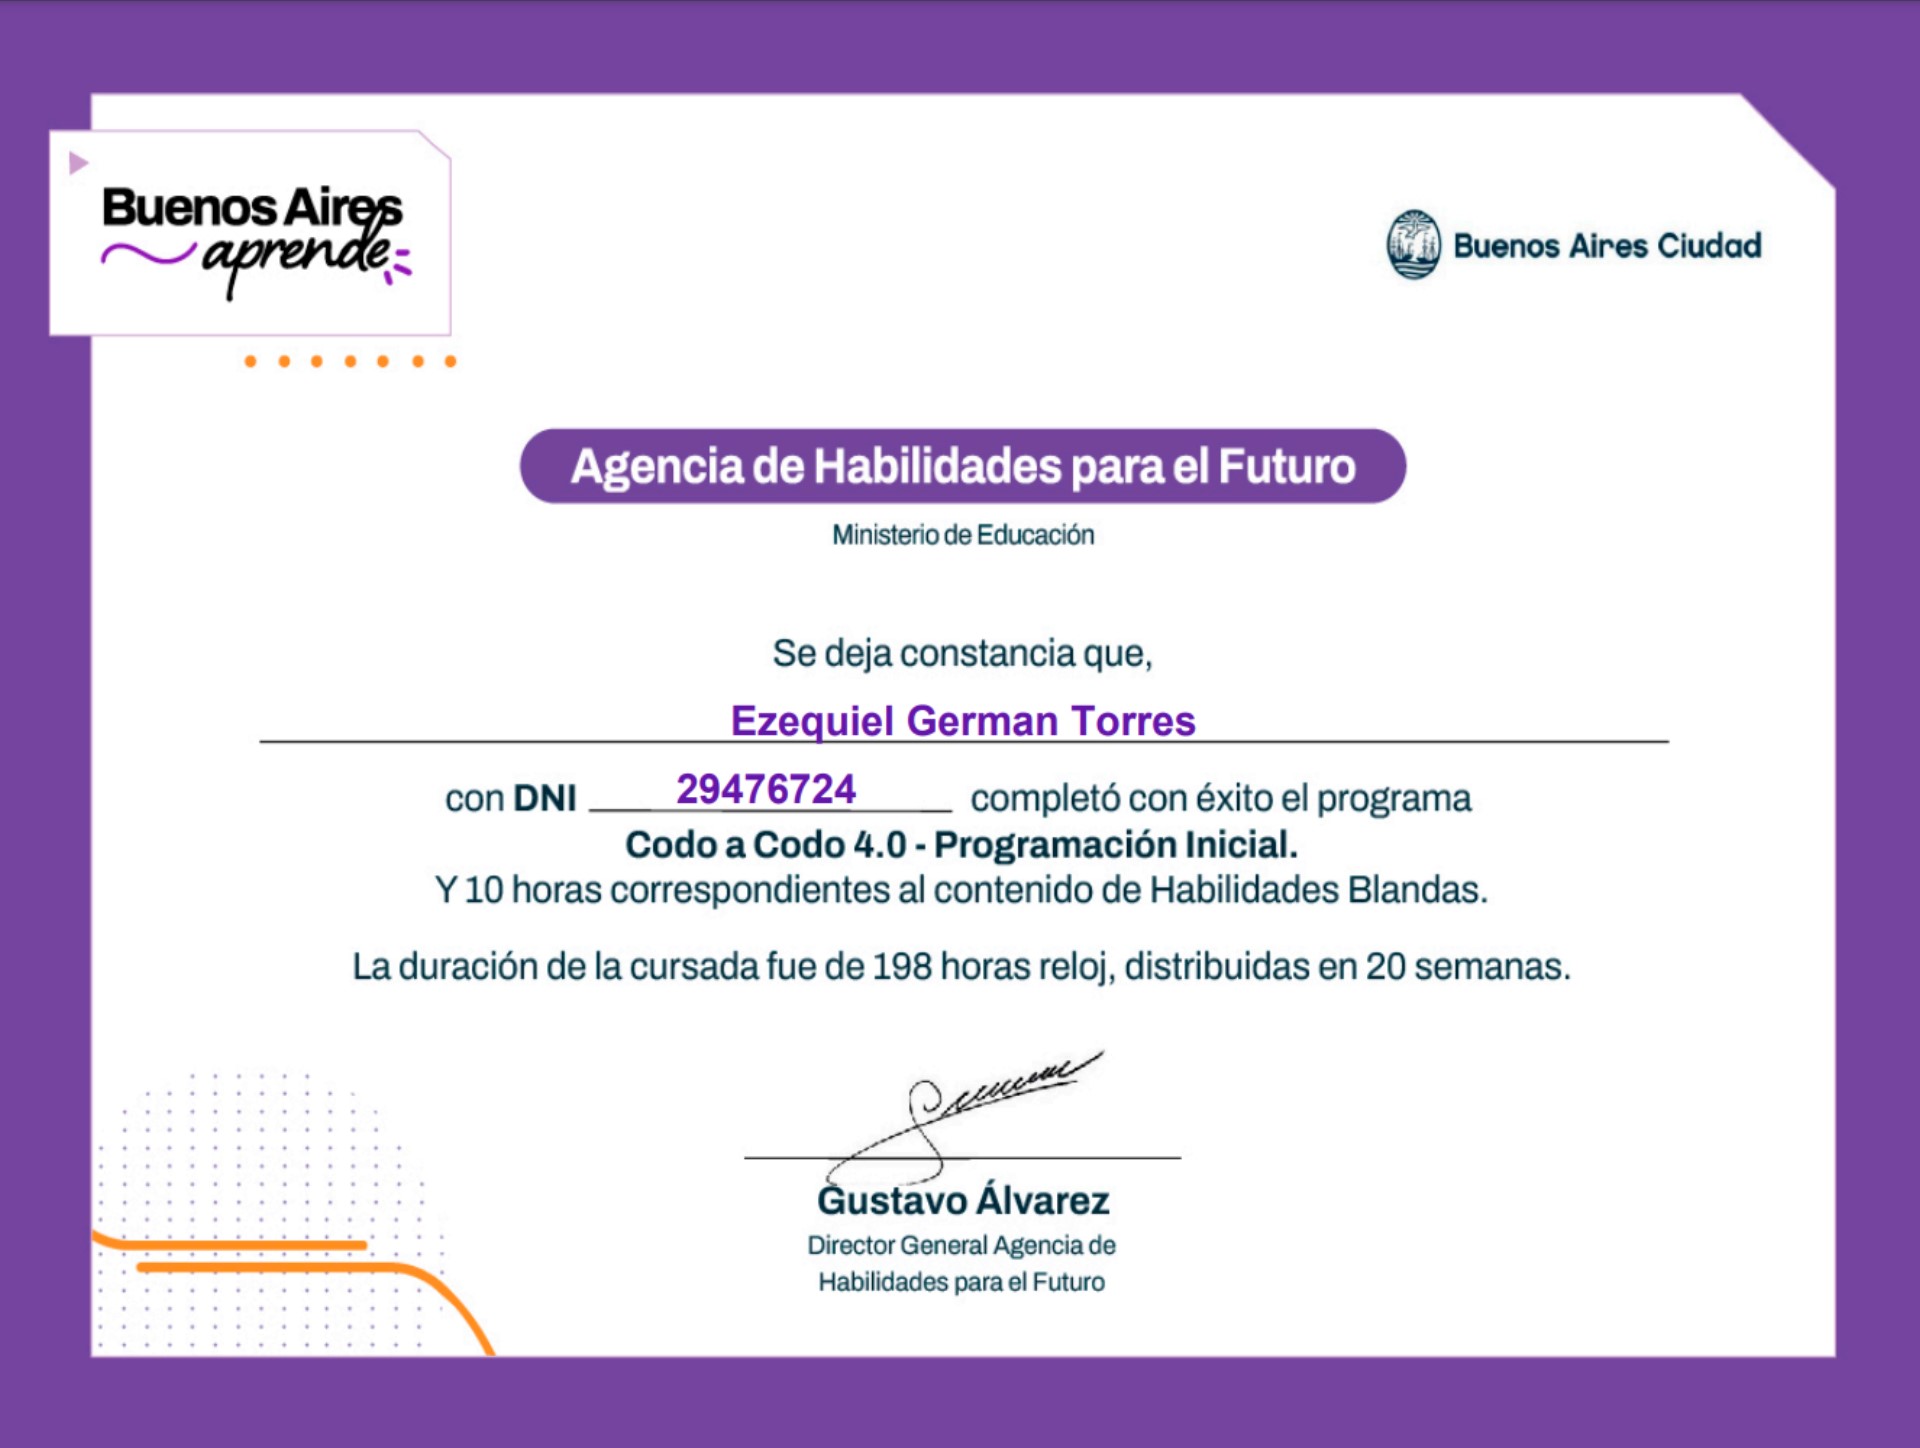 Buenos Aires
aprende
Buenos Aires Ciudad
Agencia de Habilidades para el Futuro
Ministerio de Educación
Se deja constancia que,
Ezequiel German Torres
con DNI 29476724 completó con éxito el programa
Codo a Codo 4.0 - Programación Inicial.
Y 10 horas correspondientes al contenido de Habilidades Blandas.
La duración de la cursada fue de 198 horas reloj, distribuidas en 20 semanas.
Gustavo Álvarez
Director General Agencia de
Habilidades para el Futuro